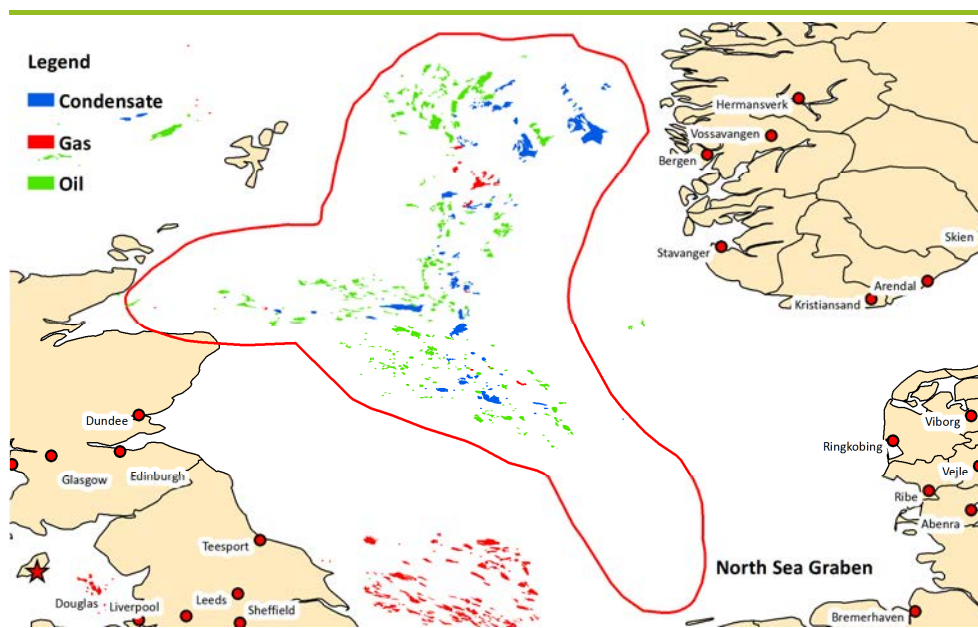 Legend
Condensate
Gas
Oil
Hermansverk
Vossavangen
Bergen
Stavanger
Skien
Arendal
Kristiansand
Dundee
Glasgow
Edinburgh
Viborg
Ringkobing
Vejle
Ribe
Abenra
Teesport
North Sea Graben
Douglas
Liverpool
Leeds
Sheffield
Bremerhaven